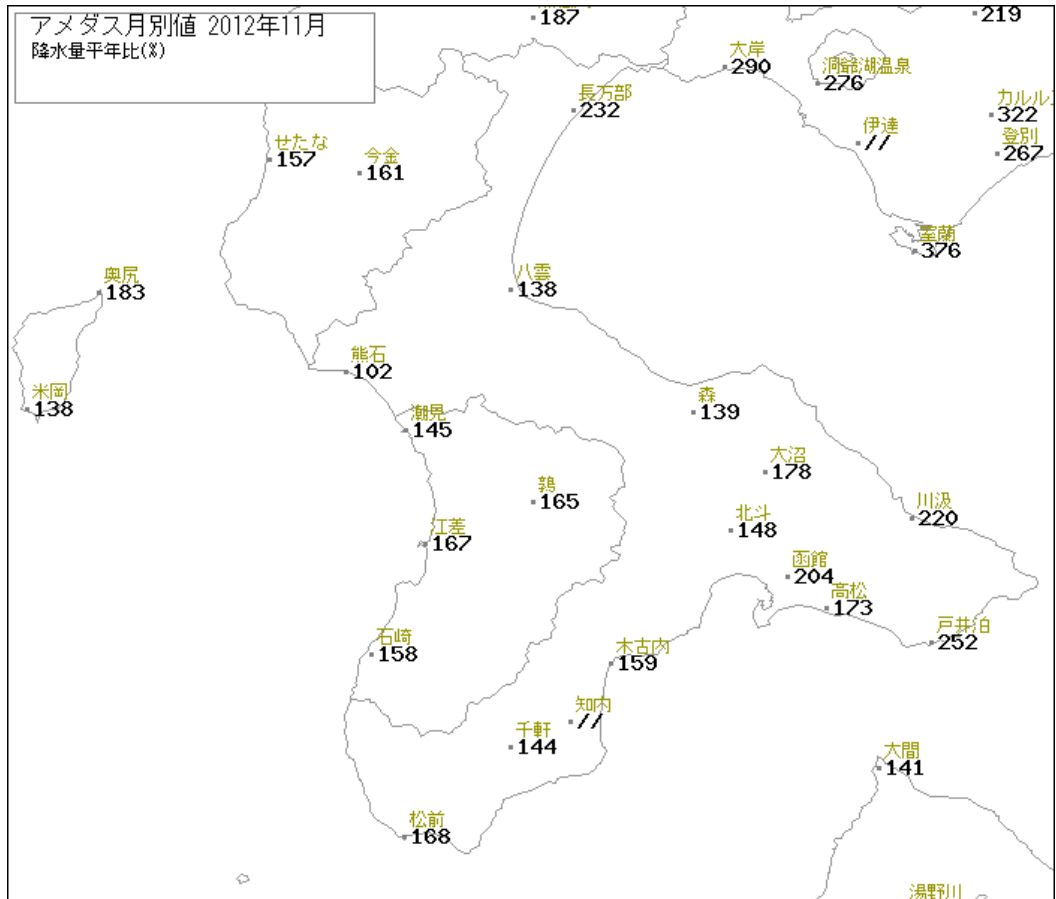 アメダス月別値 2012年11月
降水量平年比(%)
187
219
大岸
290
洞爺湖温泉
276
長万部
232
カルル
322
伊達
//
登別
267
せたな
157
今金
161
室蘭
376
奥尻
183
八雲
138
熊石
102
米岡
138
潮見
145
森
139
大沼
178
鶉
165
川汲
220
北斗
148
江差
167
函館
204
高松
173
石崎
158
戸井泊
252
木古内
159
知内
//
千軒
144
大間
141
松前
168
湯野川